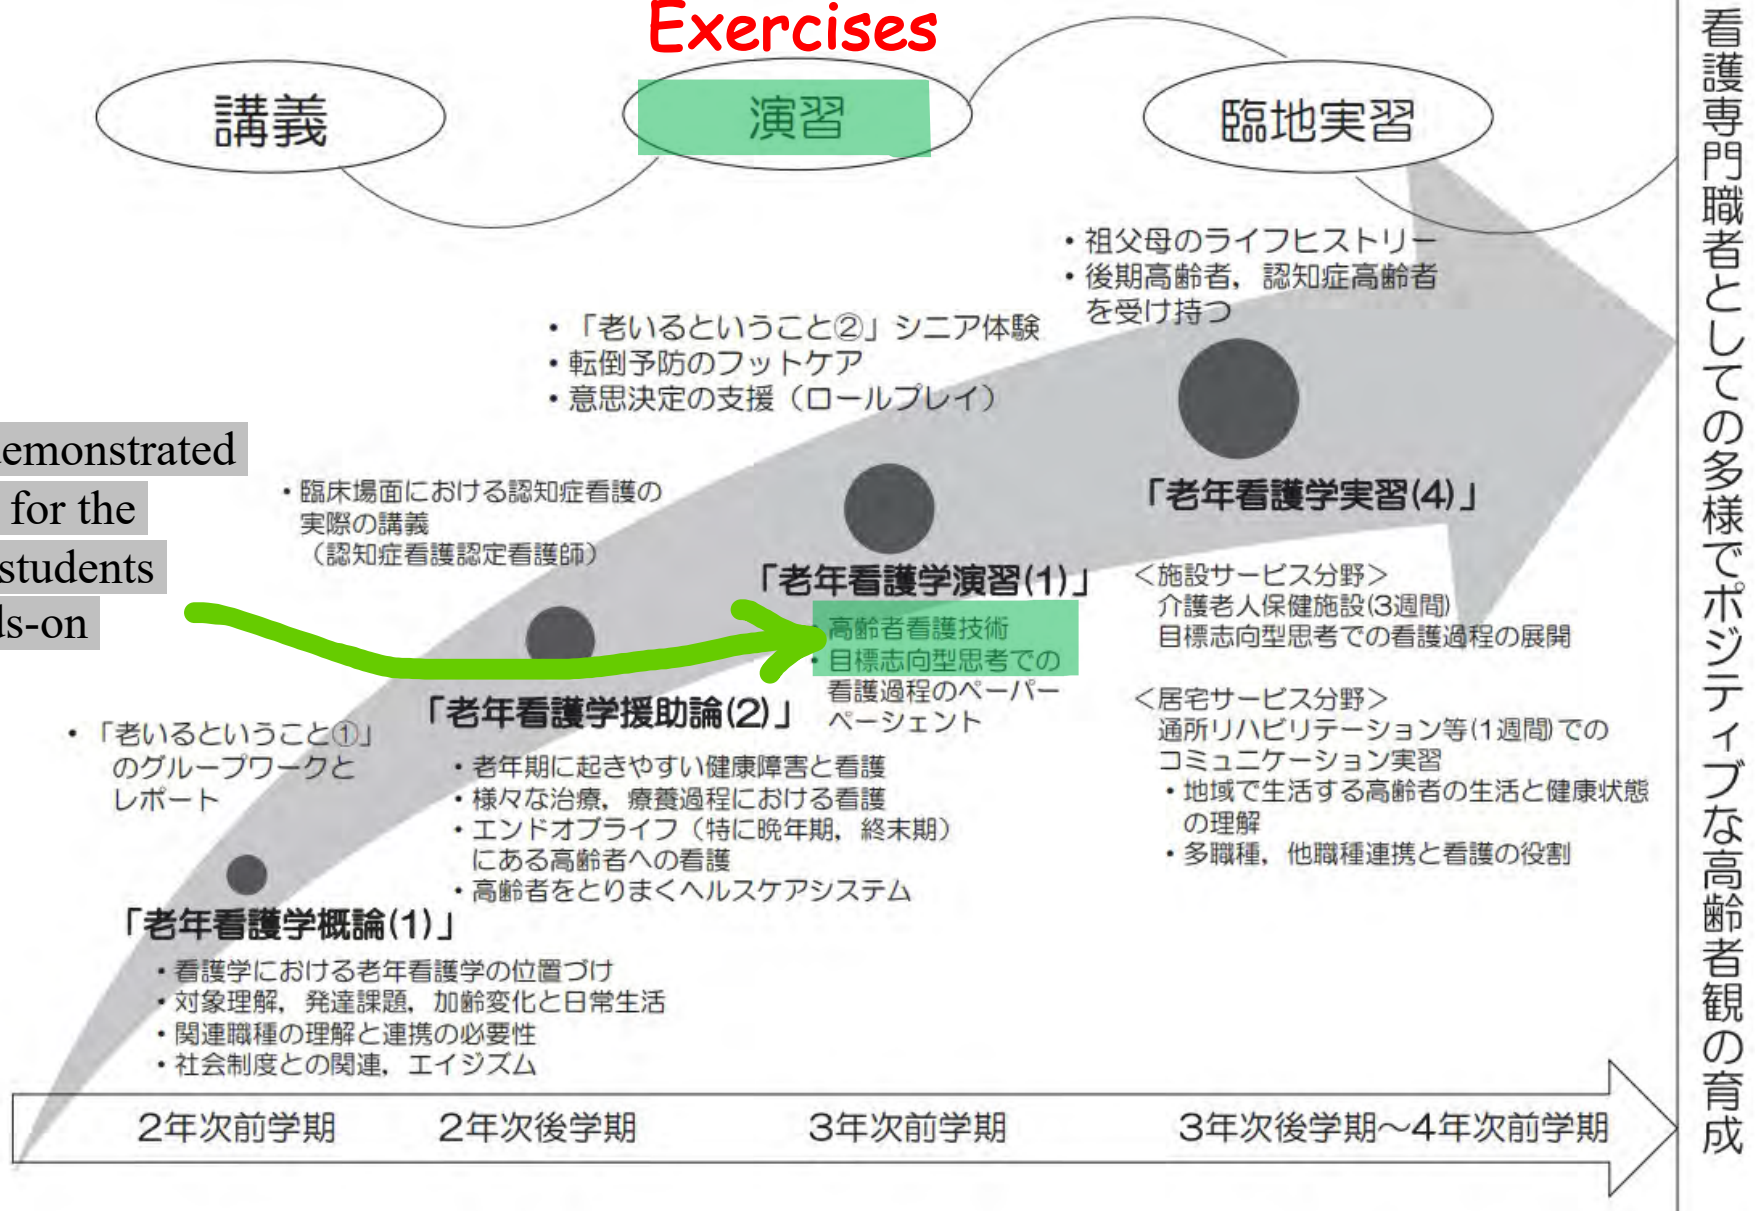 Exercises
講義
演習
臨地実習
・祖父母のライフヒストリー
・後期高齢者，認知症高齢者
を受け持つ
・「老いるということ②」シニア体験
・転倒予防のフットケア
・意思決定の支援（ロールプレイ）
emonstrated
for the
students
ds-on
・臨床場面における認知症看護の
実際の講義
（認知症看護認定看護師）
「老年看護学実習(4)」
＜施設サービス分野＞
介護老人保健施設(3週間)
目標志向型思考での看護過程の展開
＜居宅サービス分野＞
通所リハビリテーション等(1週間)での
コミュニケーション実習
・地域で生活する高齢者の生活と健康状態
の理解
・多職種，他職種連携と看護の役割
「老年看護学演習(1)」
・高齢者看護技術
・目標志向型思考での
看護過程のペーパー
ペーシェント
「老年看護学援助論(2)」
・老年期に起きやすい健康障害と看護
・様々な治療，療養過程における看護
・エンドオブライフ（特に晩年期，終末期）
にある高齢者への看護
・高齢者をとりまくヘルスケアシステム
・「老いるということ①」
のグループワークと
レポート
「老年看護学概論(1)」
・看護学における老年看護学の位置づけ
・対象理解，発達課題，加齢変化と日常生活
・関連職種の理解と連携の必要性
・社会制度との関連，エイジズム
2年次前学期
2年次後学期
3年次前学期
3年次後学期～4年次前学期
看護専門職者としての多様でポジティブな高齢者観の育成